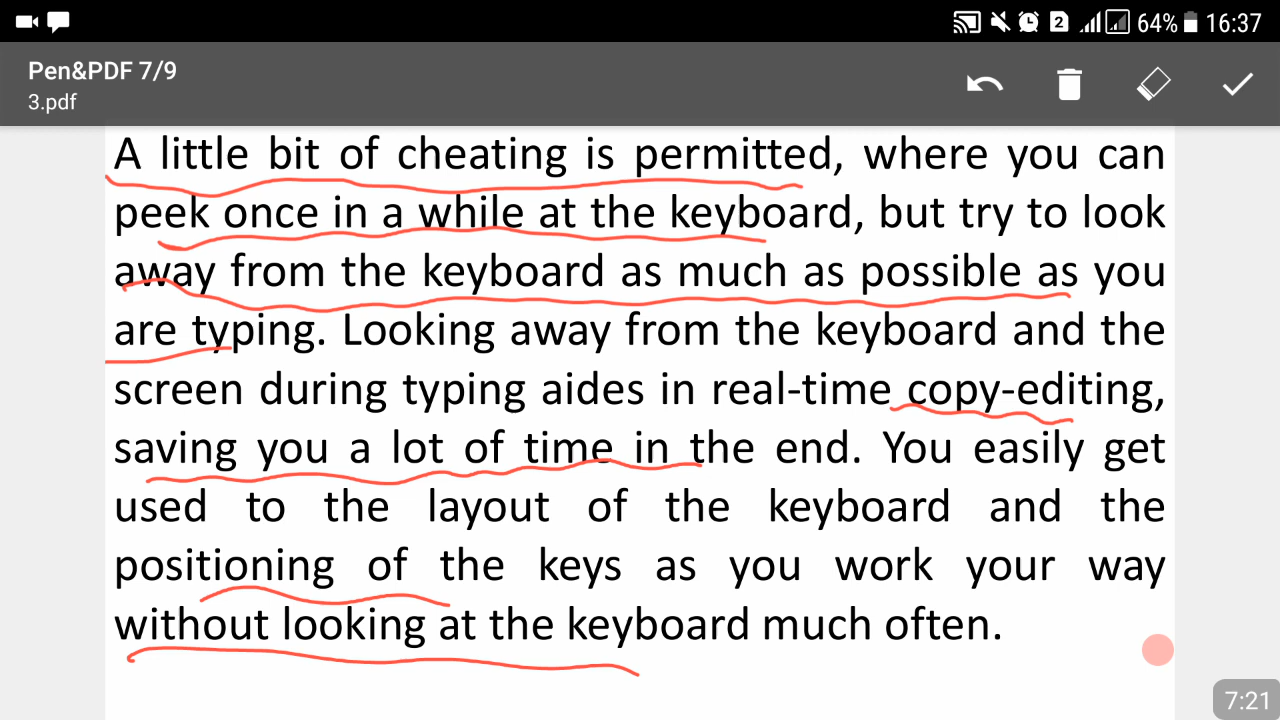 2 64% 16:37
Pen&PDF 7/9
3.pdf
A little bit of cheating is permitted, where you can
peek once in a while at the keyboard, but try to look
away from the keyboard as much as possible as you
are typing. Looking away from the keyboard and the
screen during typing aides in real-time copy-editing,
saving you a lot of time in the end. You easily get
used to the layout of the keyboard and the
positioning of the keys as you work your way
without looking at the keyboard much often.
7:21